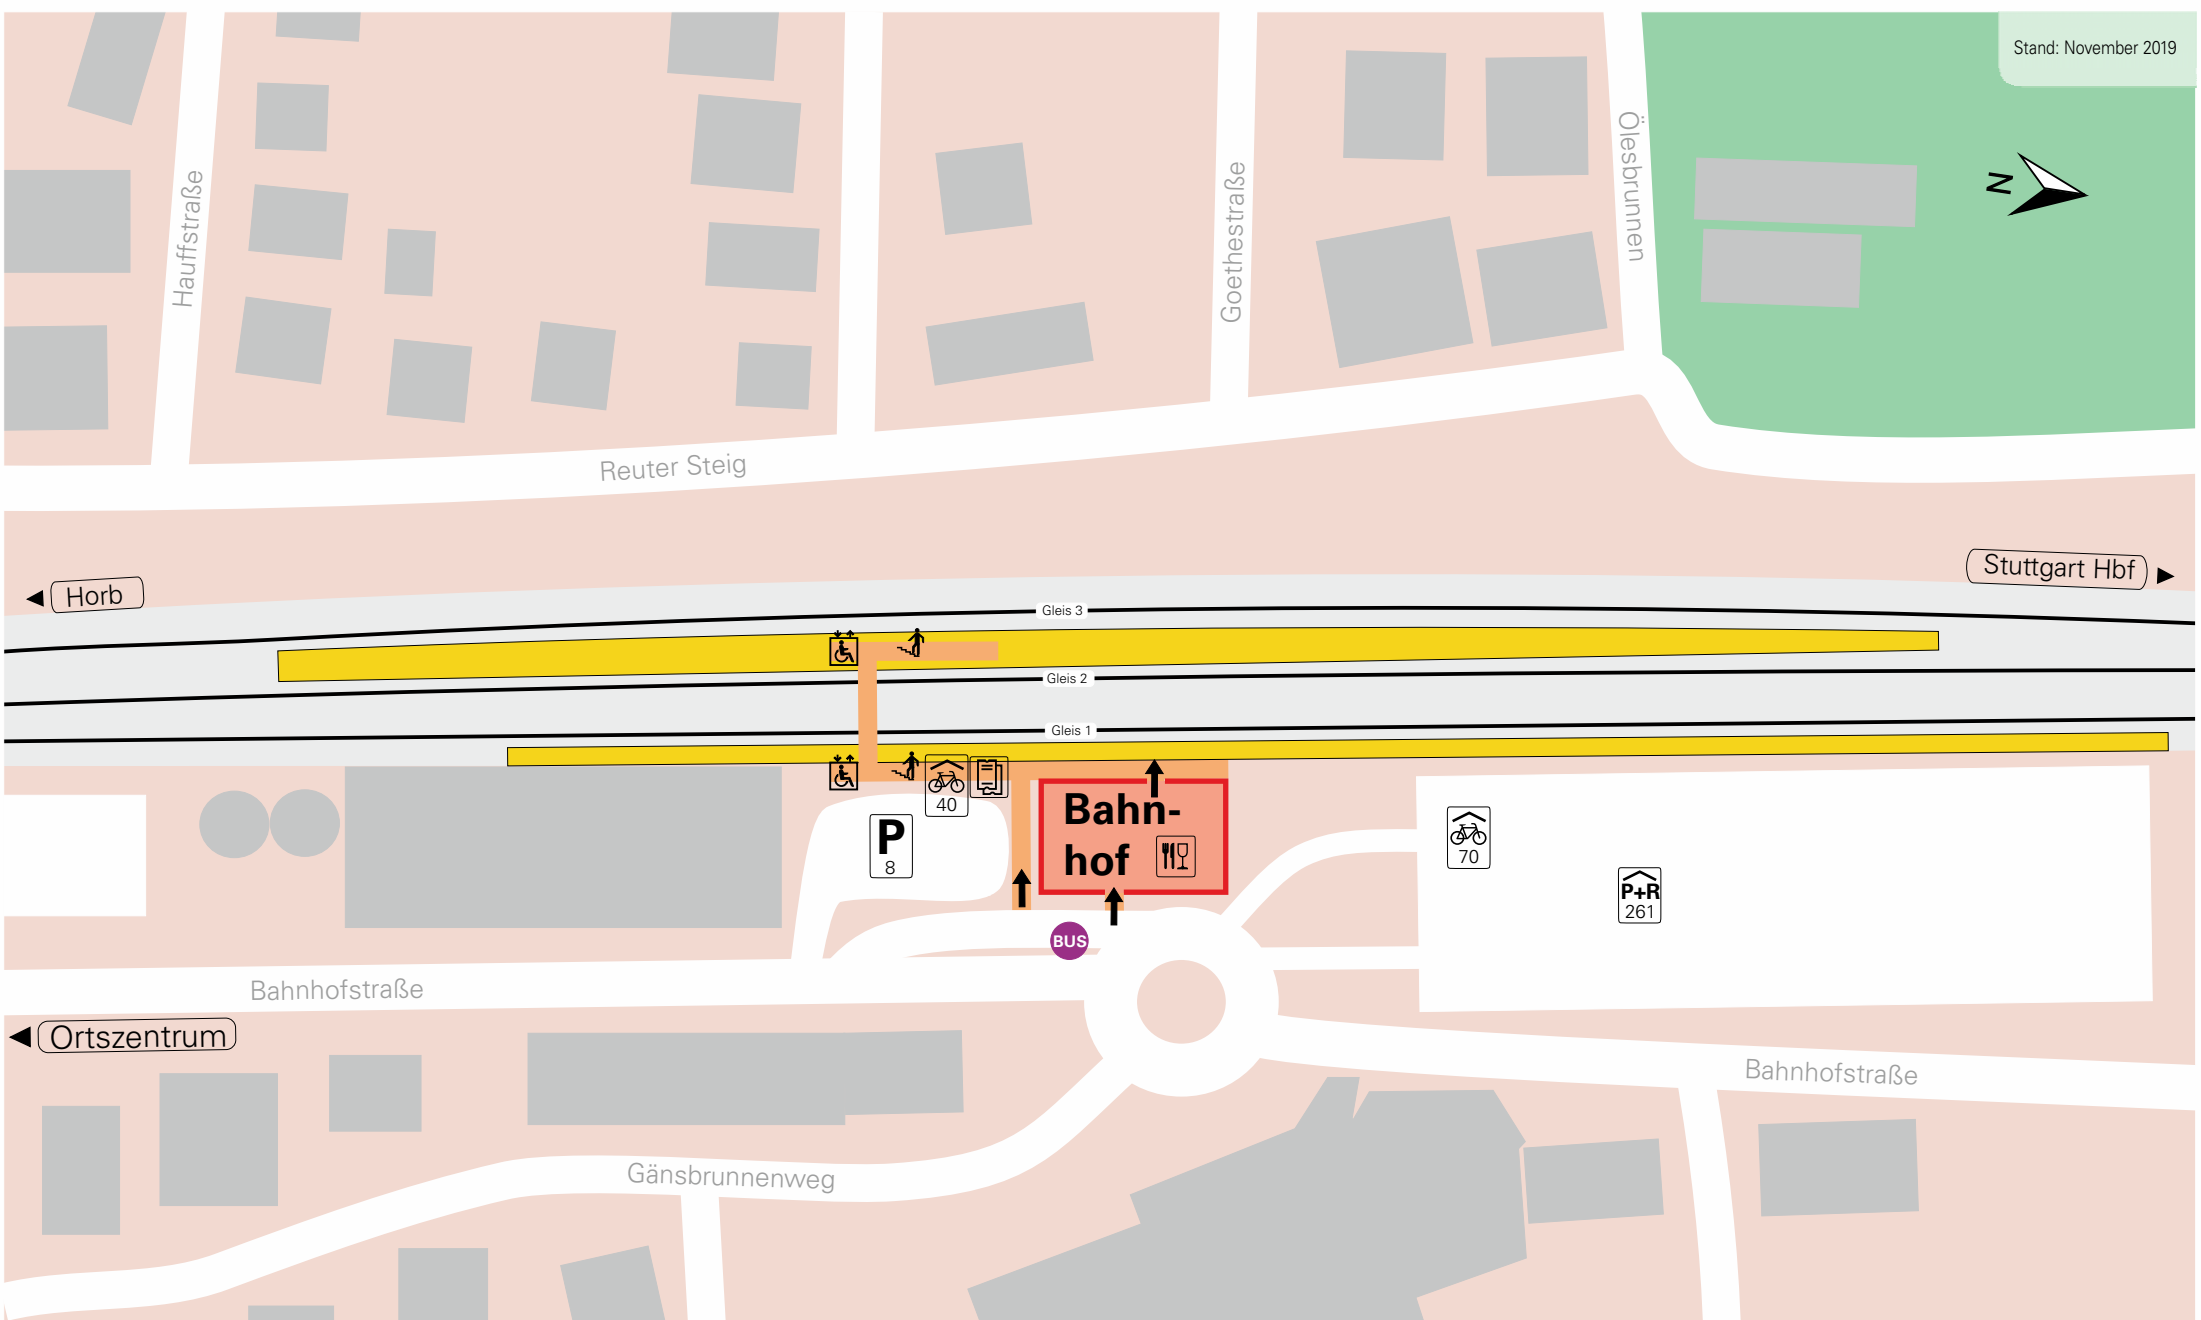 Stand: November 2019
N
Hauffstraße
Goethestraße
Ölesbrunnen
Reuter Steig
Horb
Stuttgart Hbf
Gleis 3
Gleis 2
Gleis 1
40
P
8
Bahn-
hof
70
P+R
261
BUS
Bahnhofstraße
Ortszentrum
Bahnhofstraße
Gänsbrunnenweg